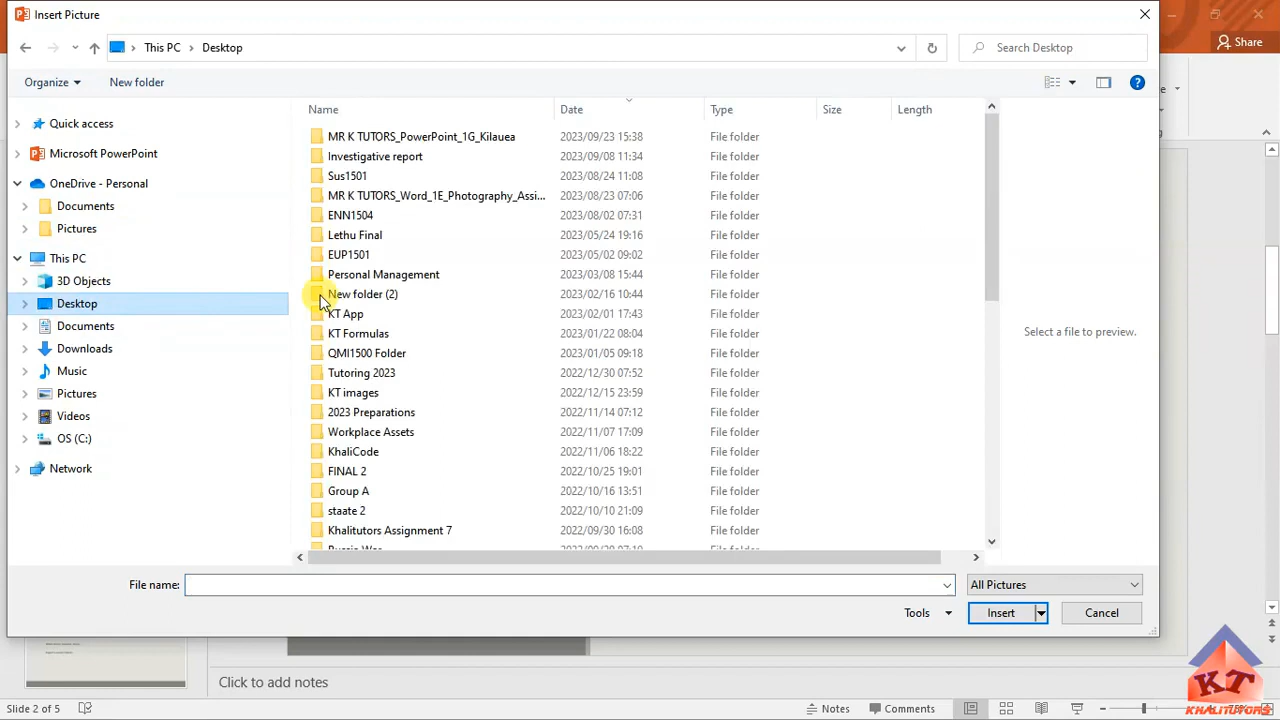 Insert Picture
Share
This PC > Desktop
Search Desktop
Organize
New folder
Name Date Type Size Length
Quick access
Microsoft PowerPoint
OneDrive - Personal
Documents
Pictures
This PC
3D Objects
Desktop
Documents
Downloads
Music
Pictures
Videos
OS (C:)
Network
MR K TUTORS_PowerPoint_1G_Kilauea 2023/09/23 15:38 File folder
Investigative report 2023/09/08 11:34 File folder
Sus1501 2023/08/24 11:08 File folder
MR K TUTORS_Word_1E_Photography_Assi... 2023/08/23 07:06 File folder
ENN1504 2023/08/02 07:31 File folder
Lethu Final 2023/05/24 19:16 File folder
EUP1501 2023/05/02 09:02 File folder
Personal Management 2023/03/08 15:44 File folder
New folder (2) 2023/02/16 10:44 File folder
KT App 2023/02/01 17:43 File folder
KT Formulas 2023/01/22 08:04 File folder
QMI1500 Folder 2023/01/05 09:18 File folder
Tutoring 2023 2022/12/30 07:52 File folder
KT images 2022/12/15 23:59 File folder
2023 Preparations 2022/11/14 07:12 File folder
Workplace Assets 2022/11/07 17:09 File folder
KhaliCode 2022/11/06 18:22 File folder
FINAL 2 2022/10/25 19:01 File folder
Group A 2022/10/16 13:51 File folder
staate 2 2022/10/10 21:09 File folder
Khalitutors Assignment 7 2022/09/30 16:08 File folder
Select a file to preview.
File name:
All Pictures
Tools
Insert
Cancel
Click to add notes
Slide 2 of 5
Notes
Comments
KT
KHALITUTORS